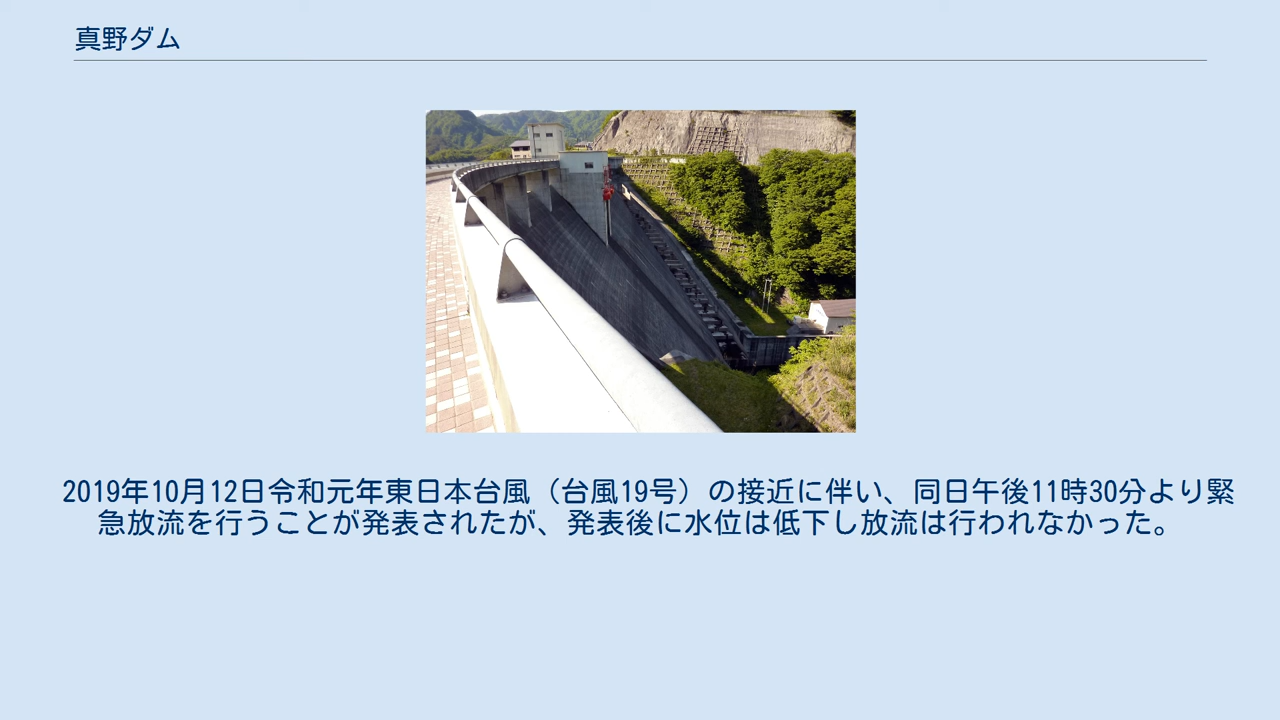 真野ダム
2019年10月12日令和元年東日本台風（台風19号）の接近に伴い、同日午後11時30分より緊
急放流を行うことが発表されたが、発表後に水位は低下し放流は行われなかった。